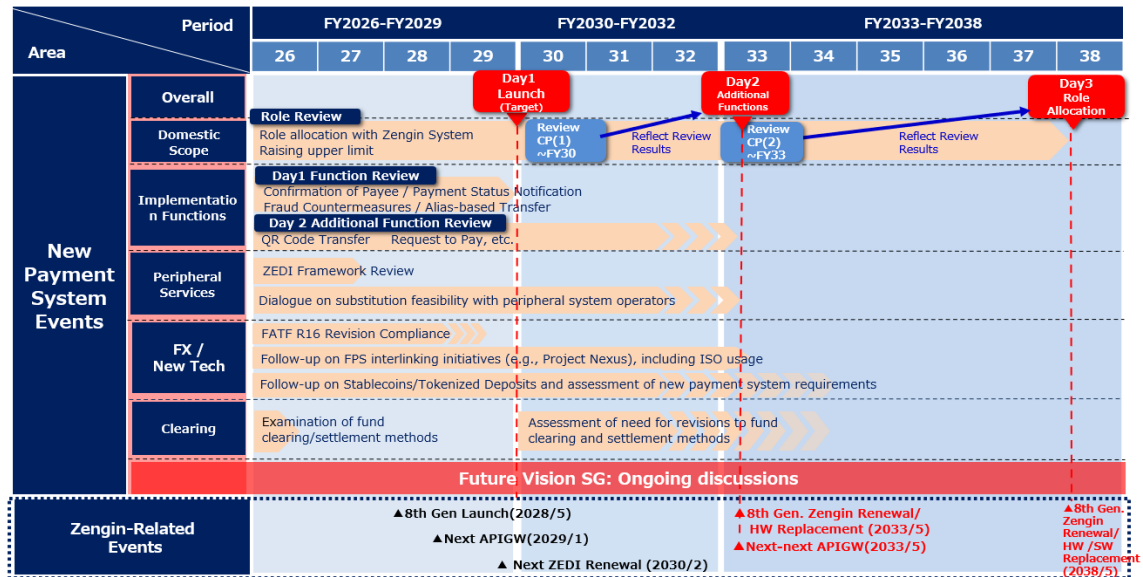 Period
Area
FY2026-FY2029
FY2030-FY2032
FY2033-FY2038
26
27
28
29
30
31
32
33
34
35
36
37
38
New
Payment
System
Events
Overall
Day1
Launch
(Target)
Day2
Additional
Functions
Day3
Role
Allocation
Domestic
Scope
Role Review
Role allocation with Zengin System
Raising upper limit
Review
CP(1)
~FY30
Reflect Review
Results
Review
CP(2)
~FY33
Reflect Review
Results
Implementatio
n Functions
Day1 Function Review
Confirmation of Payee / Payment Status Notification
Fraud Countermeasures / Alias-based Transfer
Day 2 Additional Function Review
QR Code Transfer
Request to Pay, etc.
Peripheral
Services
ZEDI Framework Review
Dialogue on substitution feasibility with peripheral system operators
FX /
New Tech
FATF R16 Revision Compliance
Follow-up on FPS interlinking initiatives (e.g., Project Nexus), including ISO usage
Follow-up on Stablecoins/Tokenized Deposits and assessment of new payment system requirements
Clearing
Examination of fund
clearing/settlement methods
Assessment of need for revisions to fund
clearing and settlement methods
Future Vision SG: Ongoing discussions
Zengin-Related
Events
▲8th Gen Launch(2028/5)
▲Next APIGW(2029/1)
▲Next ZEDI Renewal (2030/2)
▲8th Gen. Zengin Renewal/
HW Replacement (2033/5)
▲Next-next APIGW(2033/5)
▲8th Gen.
Zengin
Renewal/
HW /SW
Replacement
(2038/5)